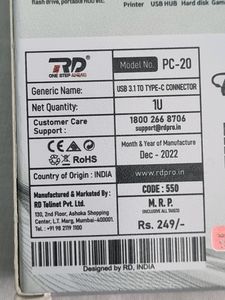 flash drive, portable HDD etc.
Printer USB HUB Hard disk Gam
RD
ONE STEP AHEAD
Model No. PC-20
Generic Name: USB 3.1 TO TYPE-C CONNECTOR
Net Quantity: 1U
Customer Care Support : 1800 266 8706
support@rdpro.in
CE RoHS
Month & Year of Manufacture
Dec - 2022
Country of Origin : INDIA
www.rdpro.in
Manufactured & Marketed By :
RD Telinet Pvt. Ltd.
130, 2nd Floor, Ashoka Shopping
Center, L.T. Marg, Mumbai-400001.
Tel. : +91 98 2119 1100
CODE : 550
M. R. P.
(INCLUSIVE ALL TAXES)
Rs. 249/-
Designed by RD, INDIA